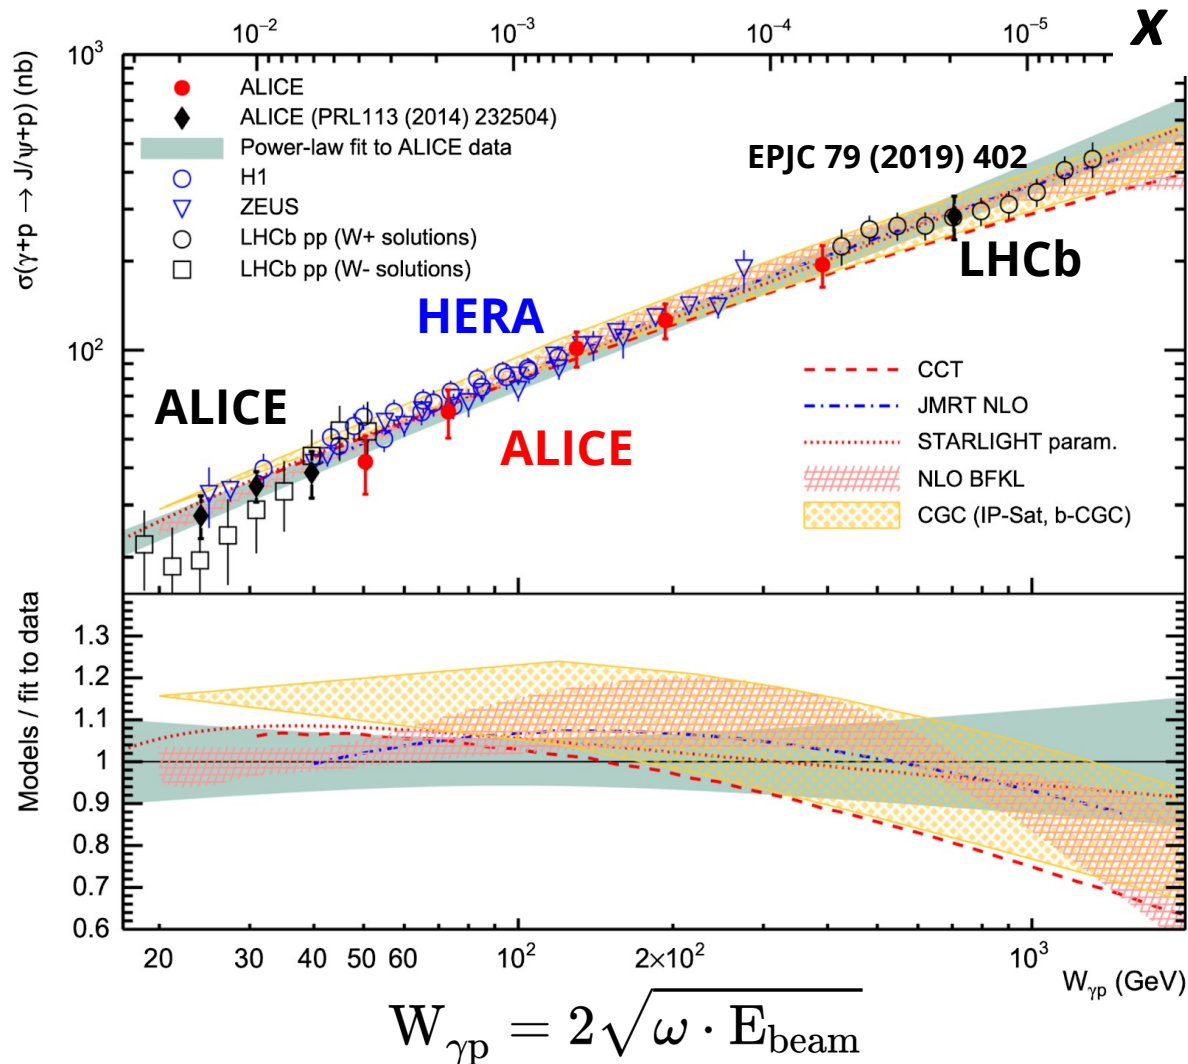 10⁻² 10⁻³ 10⁻⁴ 10⁻⁵ x
σ(γ+p → J/ψ+p) (nb)
10³
10²
ALICE
ALICE (PRL113 (2014) 232504)
Power-law fit to ALICE data
H1
ZEUS
LHCb pp (W+ solutions)
LHCb pp (W- solutions)
EPJC 79 (2019) 402
LHCb
HERA
ALICE
ALICE
CCT
JMRT NLO
STARLIGHT param.
NLO BFKL
CGC (IP-Sat, b-CGC)
Models / fit to data
1.3
1.2
1.1
1
0.9
0.8
0.7
0.6
20 30 40 50 60 10² 2×10² 10³
W_γp (GeV)
W_γp = 2√(ω · E_beam)